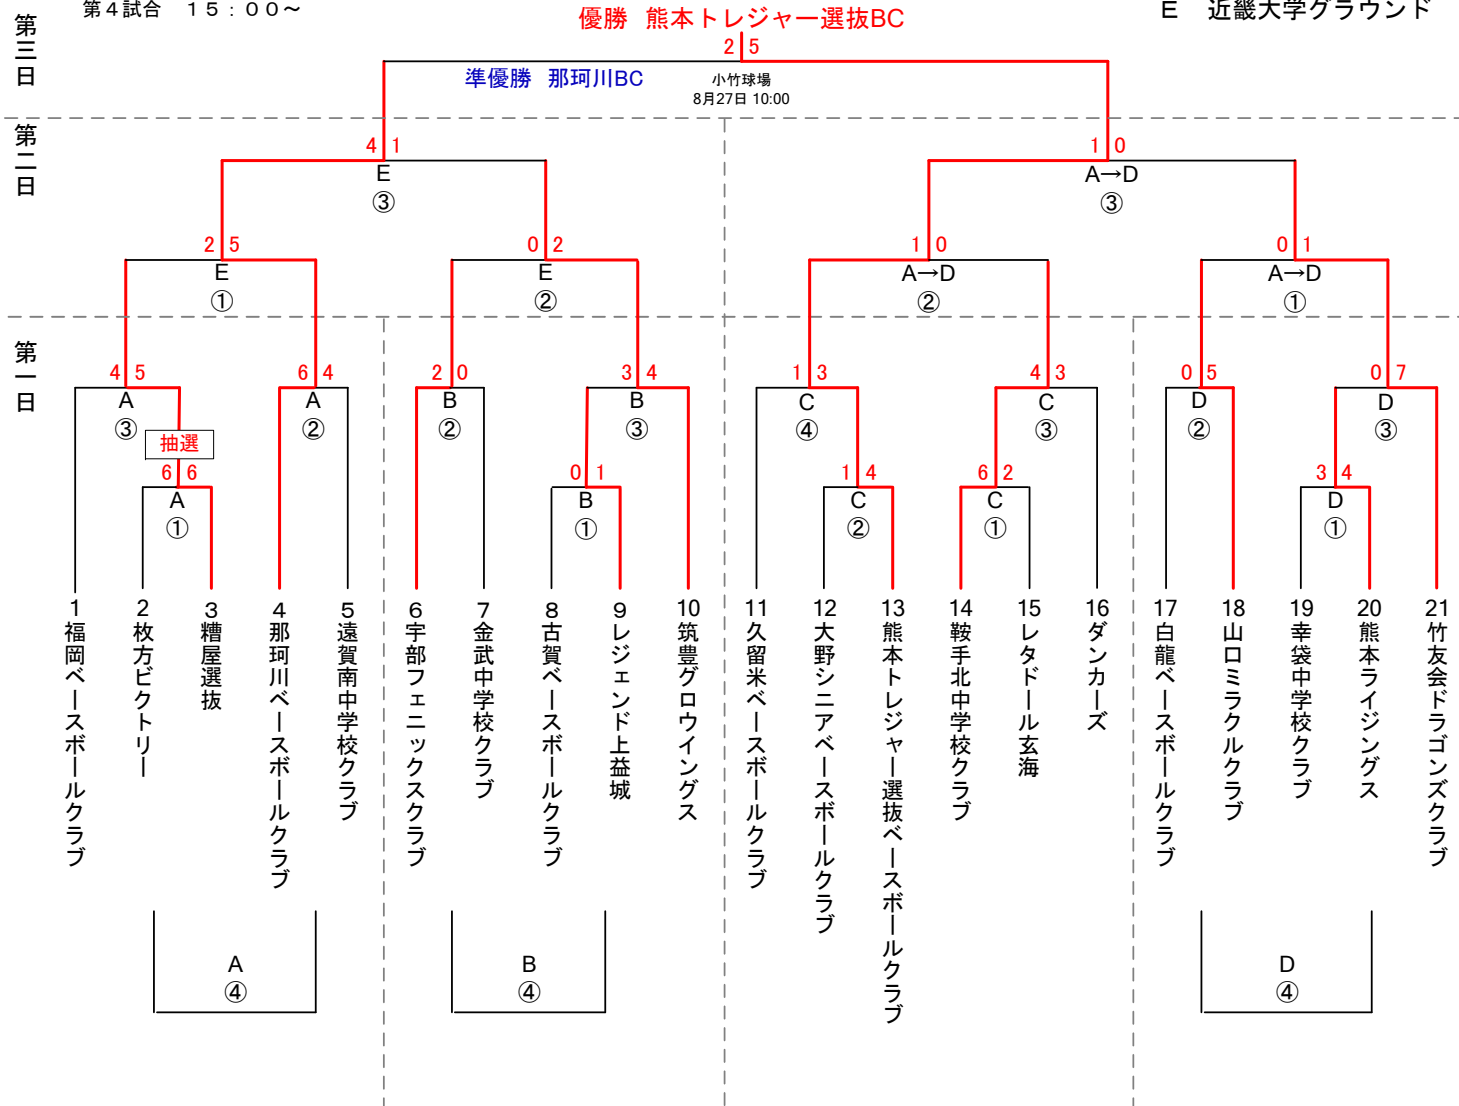 第４試合　１５：００～
Ｅ　近畿大学グラウンド
優勝　熊本トレジャー選抜BC
第三日
2 5
準優勝　那珂川BC
小竹球場
8月27日 10:00
第二日
4 1
E
③
1 0
A→D
③
2 5
E
①
0 2
E
②
1 0
A→D
②
0 1
A→D
①
第一日
4 5
A
③
6 4
A
②
2 0
B
②
3 4
B
③
1 3
C
④
4 3
C
③
0 5
D
②
0 7
D
③
抽選
6 6
A
①
0 1
B
①
1 4
C
②
6 2
C
①
3 4
D
①
1 福岡ベースボールクラブ
2 枚方ビクトリー
3 糟屋選抜
4 那珂川ベースボールクラブ
5 遠賀南中学校クラブ
6 宇部フェニックスクラブ
7 金武中学校クラブ
8 古賀ベースボールクラブ
9 レジェンド上益城
10 筑豊グロウイングス
11 久留米ベースボールクラブ
12 大野シニアベースボールクラブ
13 熊本トレジャー選抜ベースボールクラブ
14 鞍手北中学校クラブ
15 レタドール玄海
16 ダンカーズ
17 白龍ベースボールクラブ
18 山口ミラクルクラブ
19 幸袋中学校クラブ
20 熊本ライジングス
21 竹友会ドラゴンズクラブ
A
④
B
④
D
④